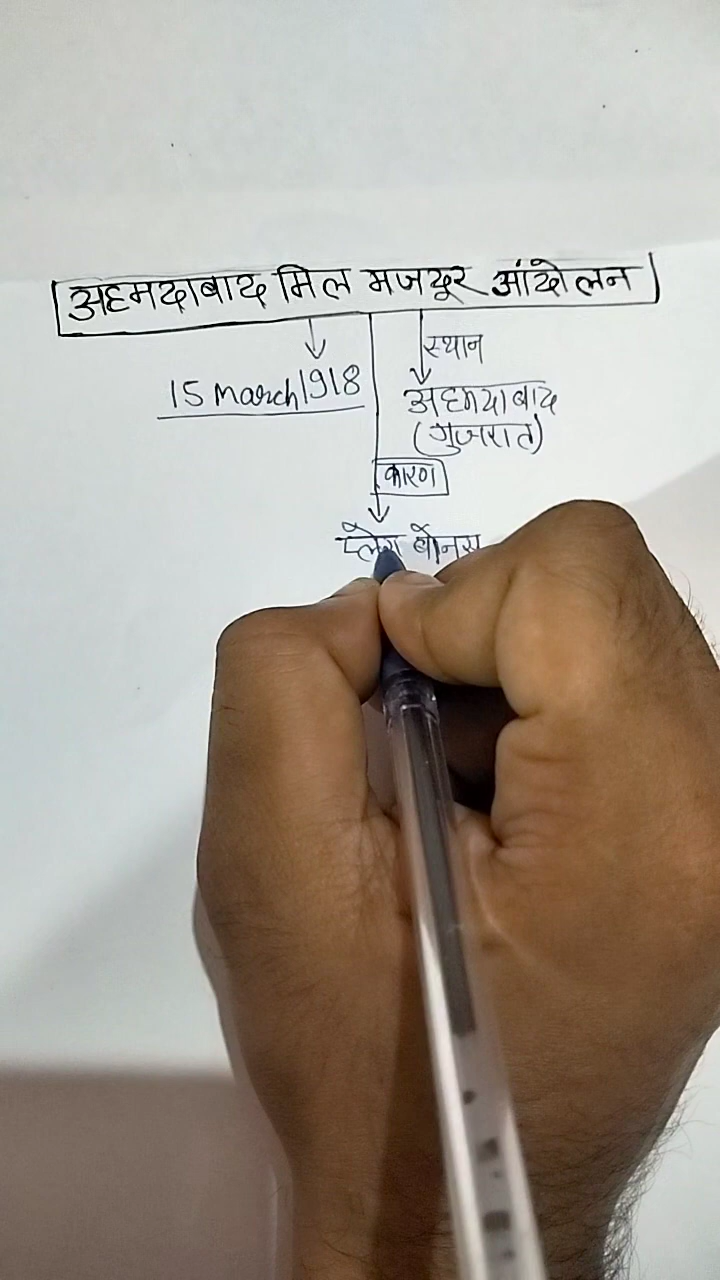 अहमदाबाद मिल मजदूर आंदोलन
स्थान
15 March 1918
अहमदाबाद
(गुजरात)
कारण
प्लेग बोनस